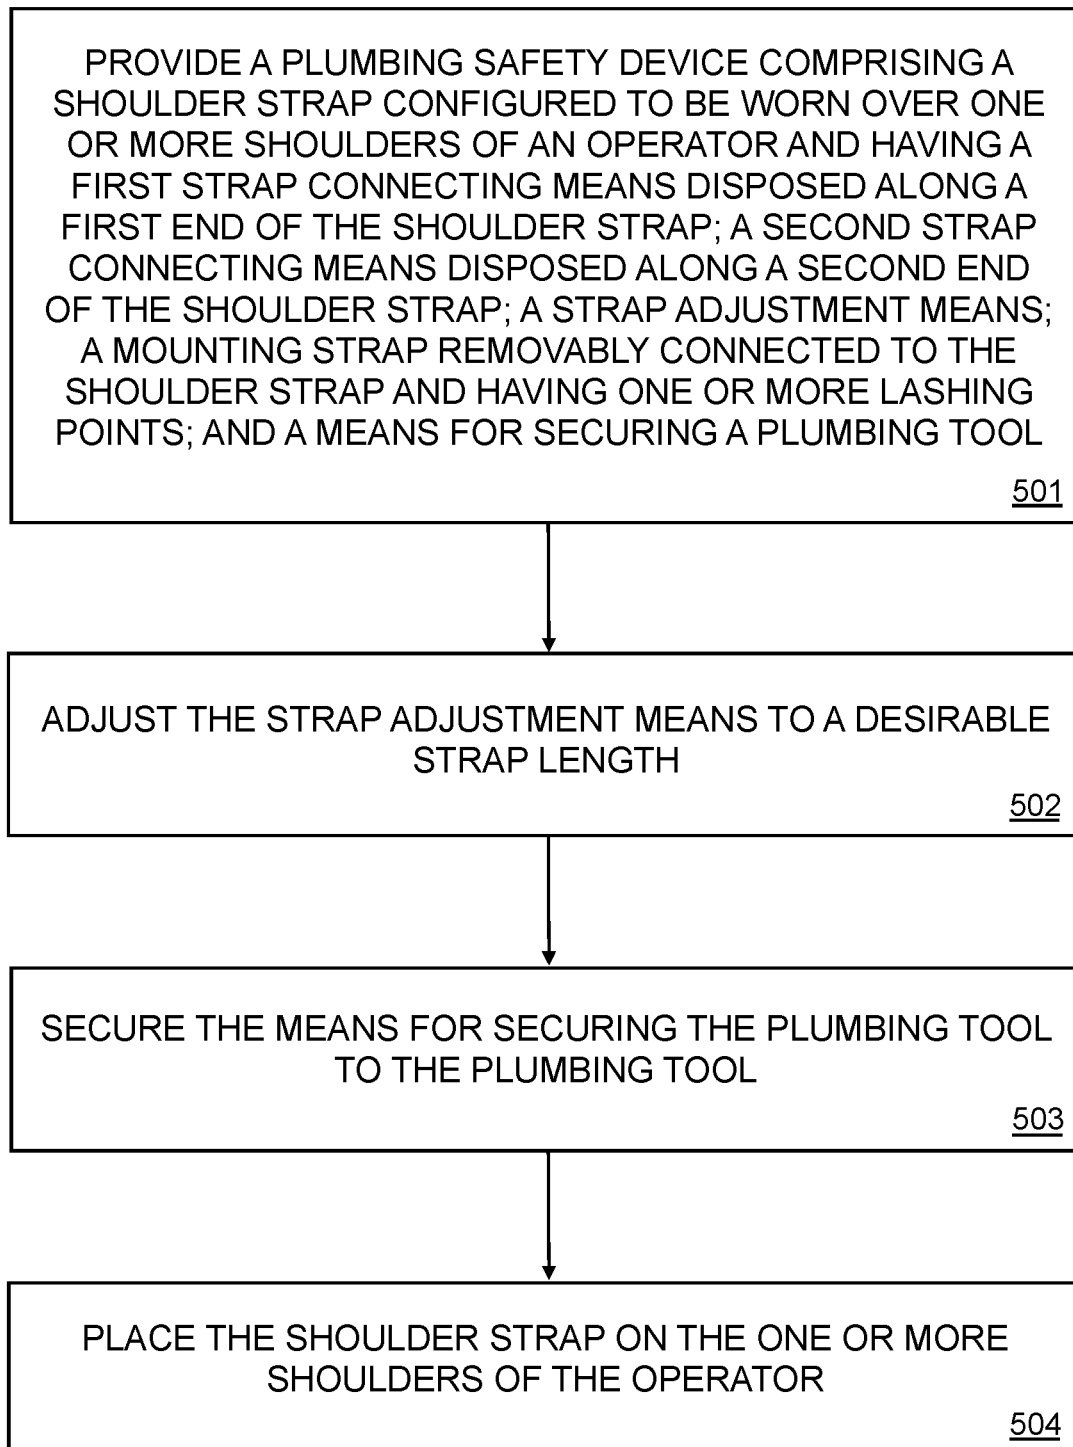 PROVIDE A PLUMBING SAFETY DEVICE COMPRISING A
SHOULDER STRAP CONFIGURED TO BE WORN OVER ONE
OR MORE SHOULDERS OF AN OPERATOR AND HAVING A
FIRST STRAP CONNECTING MEANS DISPOSED ALONG A
FIRST END OF THE SHOULDER STRAP; A SECOND STRAP
CONNECTING MEANS DISPOSED ALONG A SECOND END
OF THE SHOULDER STRAP; A STRAP ADJUSTMENT MEANS;
A MOUNTING STRAP REMOVABLY CONNECTED TO THE
SHOULDER STRAP AND HAVING ONE OR MORE LASHING
POINTS; AND A MEANS FOR SECURING A PLUMBING TOOL
501
ADJUST THE STRAP ADJUSTMENT MEANS TO A DESIRABLE
STRAP LENGTH
502
SECURE THE MEANS FOR SECURING THE PLUMBING TOOL
TO THE PLUMBING TOOL
503
PLACE THE SHOULDER STRAP ON THE ONE OR MORE
SHOULDERS OF THE OPERATOR
504